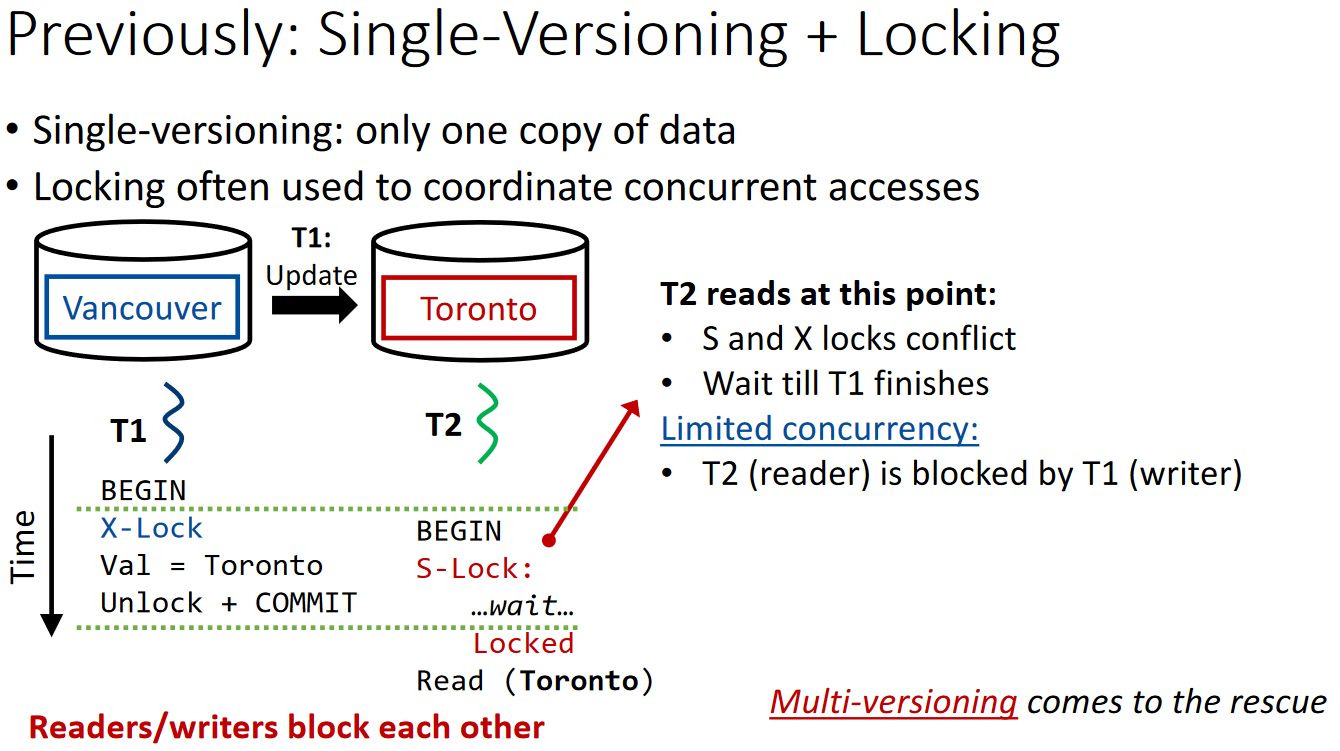 Previously: Single-Versioning + Locking
• Single-versioning: only one copy of data
• Locking often used to coordinate concurrent accesses
Vancouver
T1:
Update
Toronto
T1
T2
Time
BEGIN
X-Lock
Val = Toronto
Unlock + COMMIT
BEGIN
S-Lock:
…wait…
Locked
Read (Toronto)
T2 reads at this point:
• S and X locks conflict
• Wait till T1 finishes
Limited concurrency:
• T2 (reader) is blocked by T1 (writer)
Readers/writers block each other
Multi-versioning comes to the rescue